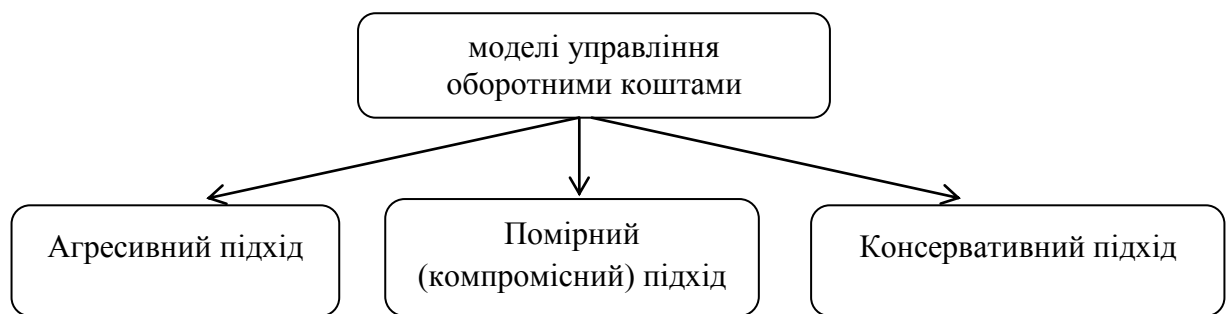 моделі управління
оборотними коштами
Агресивний підхід
Помірний
(компромісний) підхід
Консервативний підхід